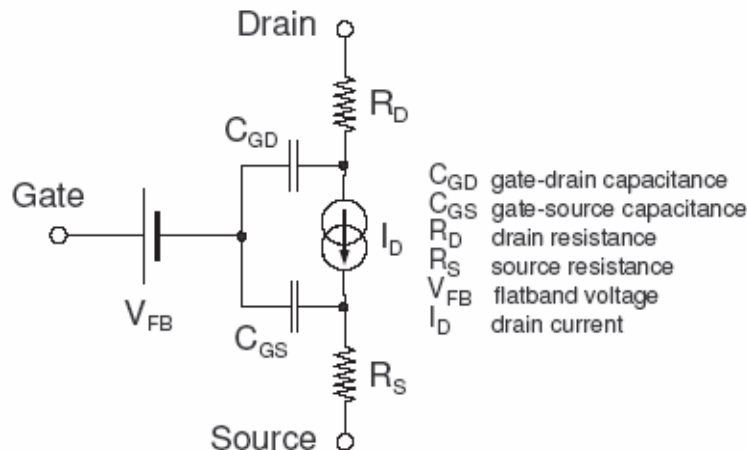 Drain
R_D
C_GD
Gate
I_D
V_FB
C_GS
R_S
Source
C_GD gate-drain capacitance
C_GS gate-source capacitance
R_D drain resistance
R_S source resistance
V_FB flatband voltage
I_D drain current